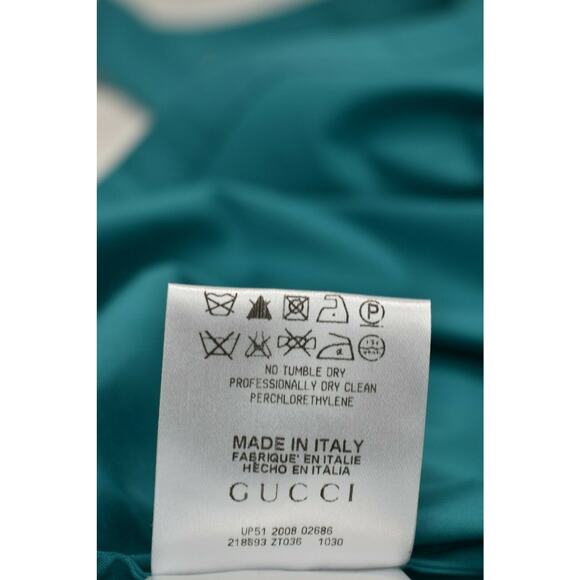 P
NO TUMBLE DRY
PROFESSIONALLY DRY CLEAN
PERCHLORETHYLENE
MADE IN ITALY
FABRIQUE' EN ITALIE
HECHO EN ITALIA
GUCCI
UP51 2008 02686
218693 ZT036 1030